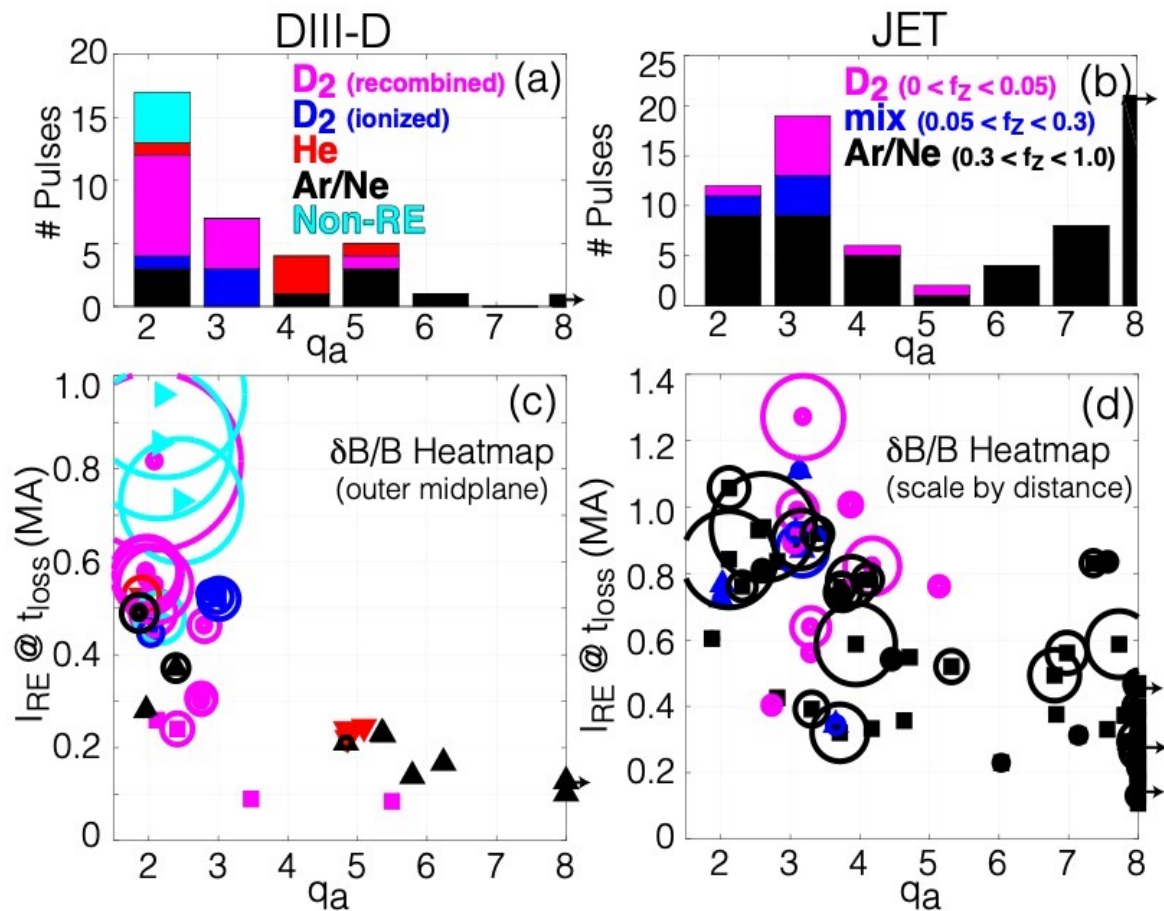 DIII-D
JET
20
15
10
5
0
# Pulses
(a)
D2 (recombined)
D2 (ionized)
He
Ar/Ne
Non-RE
2 3 4 5 6 7 8
qa
25
20
15
10
5
0
# Pulses
(b)
D2 (0 < fZ < 0.05)
mix (0.05 < fZ < 0.3)
Ar/Ne (0.3 < fZ < 1.0)
2 3 4 5 6 7 8
qa
1.0
0.8
0.6
0.4
0.2
0
IRE @ tloss (MA)
(c)
δB/B Heatmap
(outer midplane)
2 3 4 5 6 7 8
qa
1.4
1.2
1.0
0.8
0.6
0.4
0.2
0
IRE @ tloss (MA)
(d)
δB/B Heatmap
(scale by distance)
2 3 4 5 6 7 8
qa